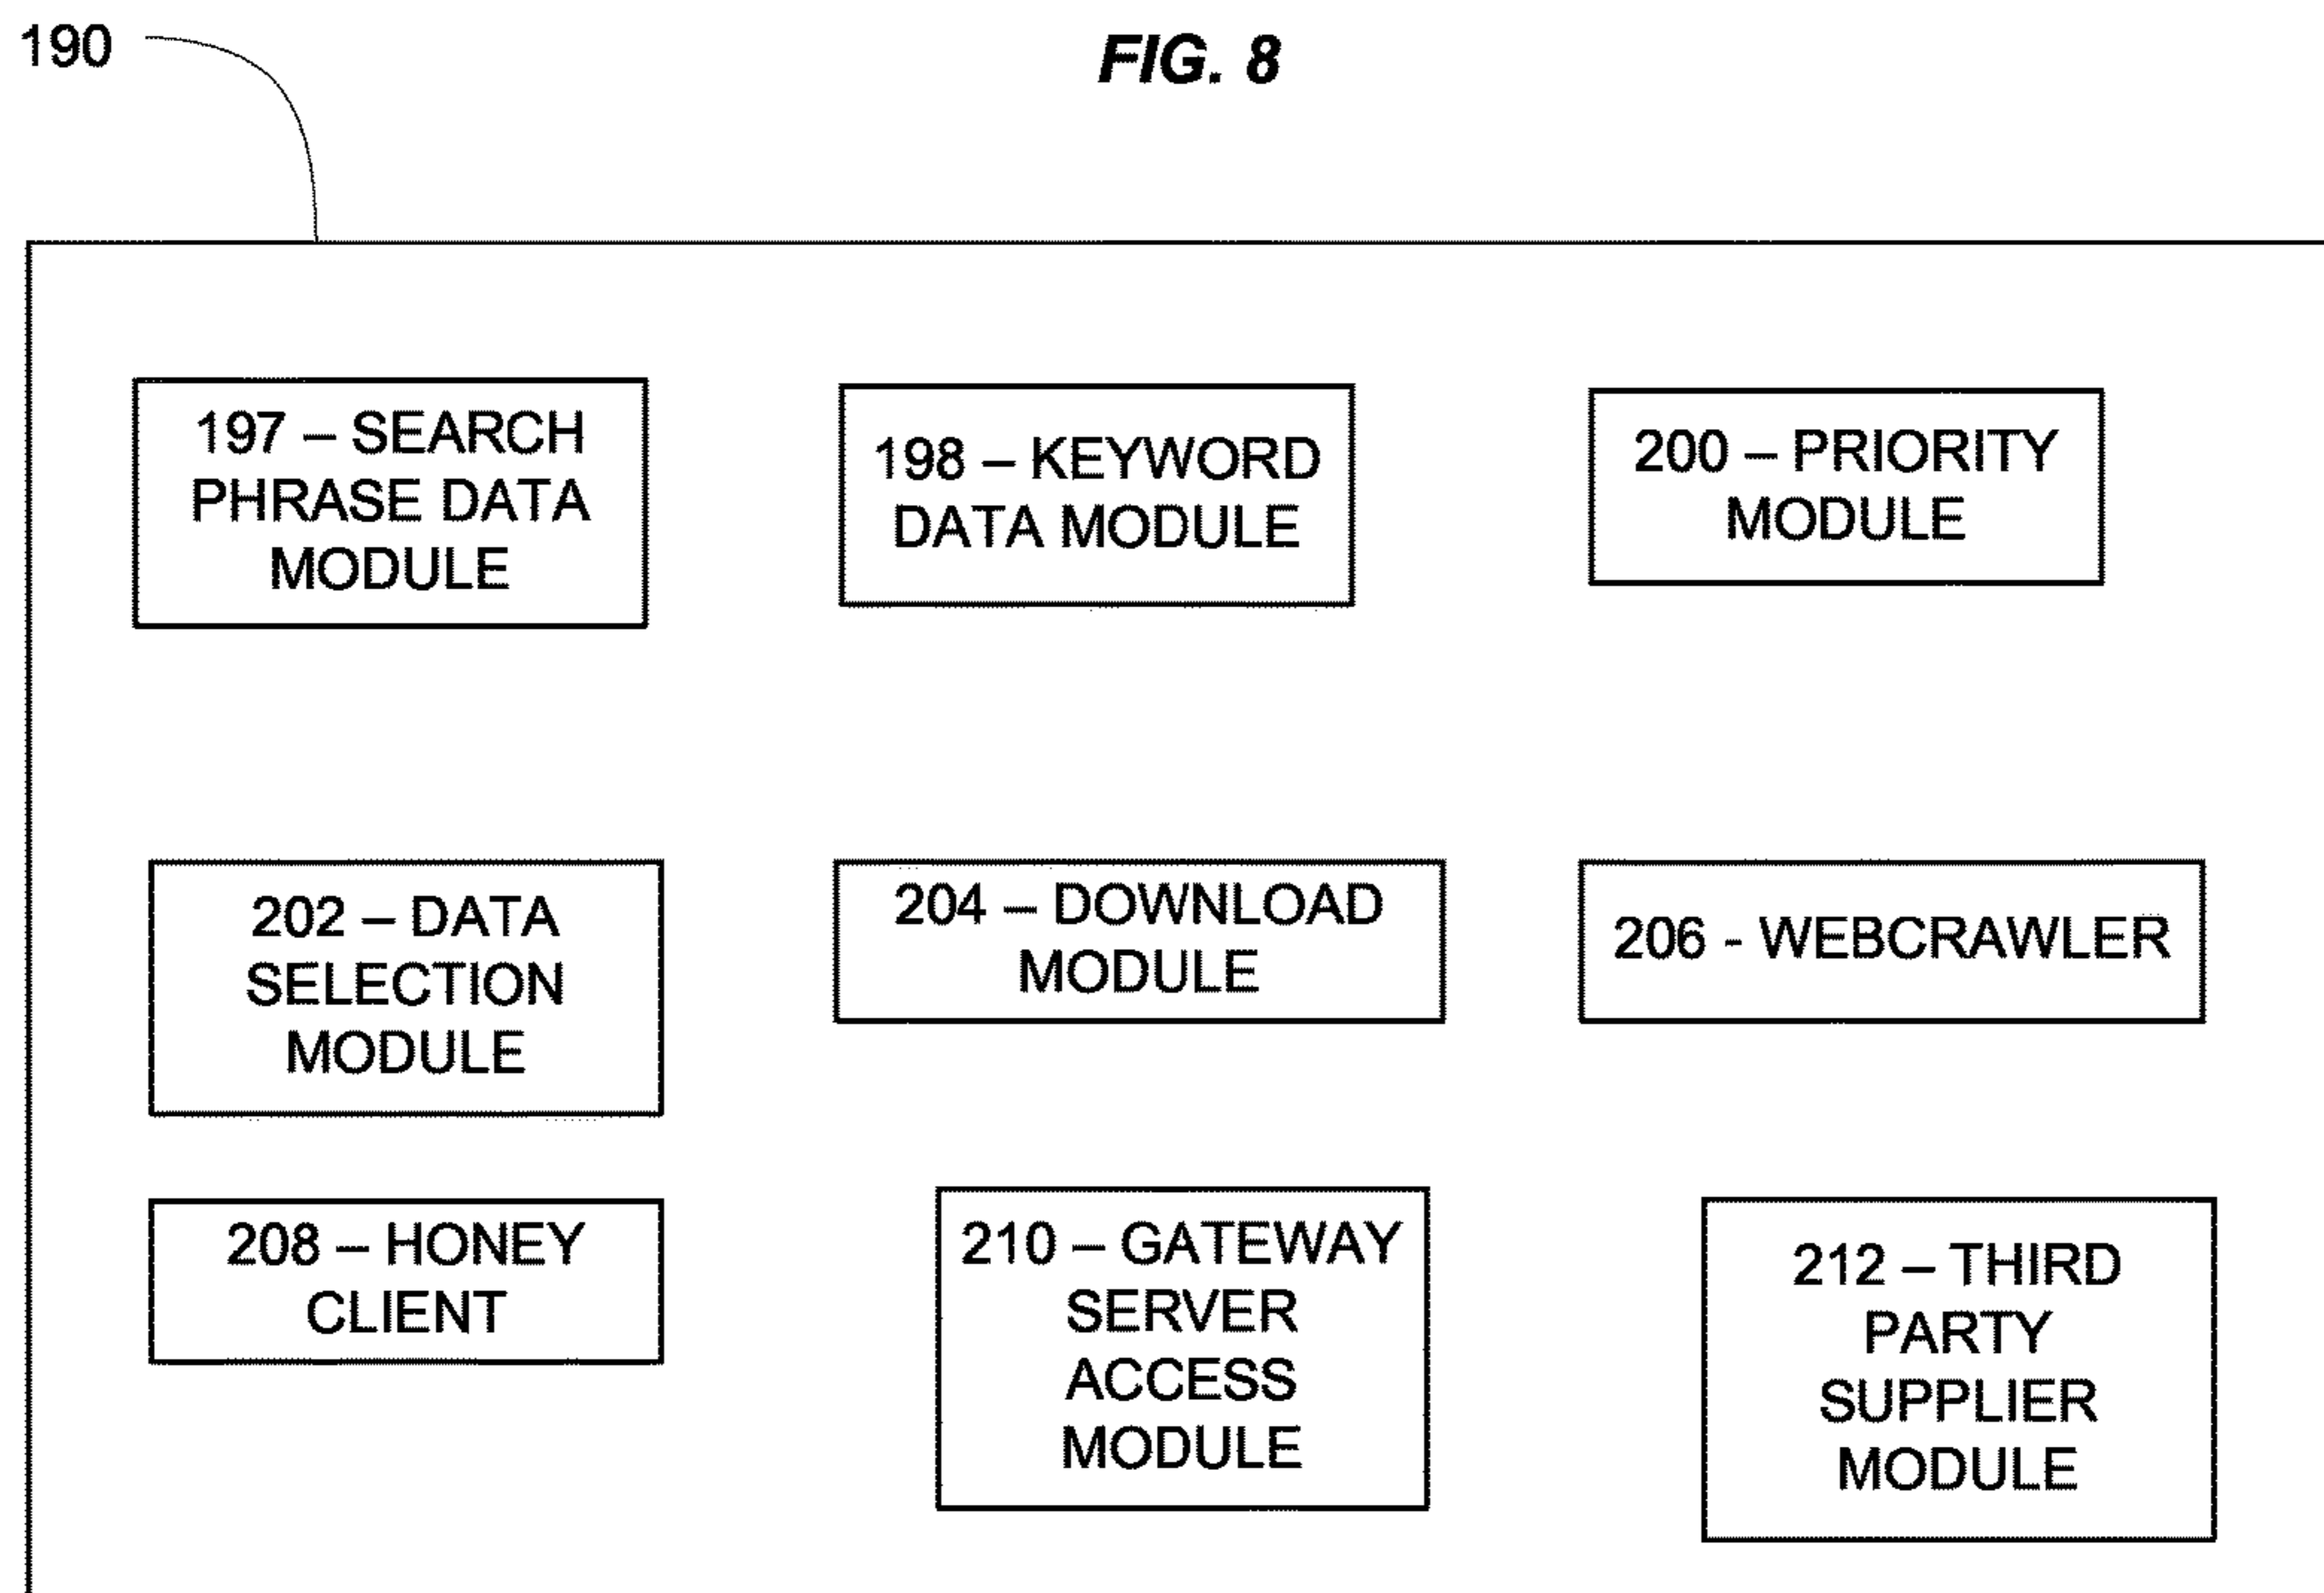 190
FIG. 8
197 – SEARCH
PHRASE DATA
MODULE
198 – KEYWORD
DATA MODULE
200 – PRIORITY
MODULE
202 – DATA
SELECTION
MODULE
204 – DOWNLOAD
MODULE
206 - WEBCRAWLER
208 – HONEY
CLIENT
210 – GATEWAY
SERVER
ACCESS
MODULE
212 – THIRD
PARTY
SUPPLIER
MODULE